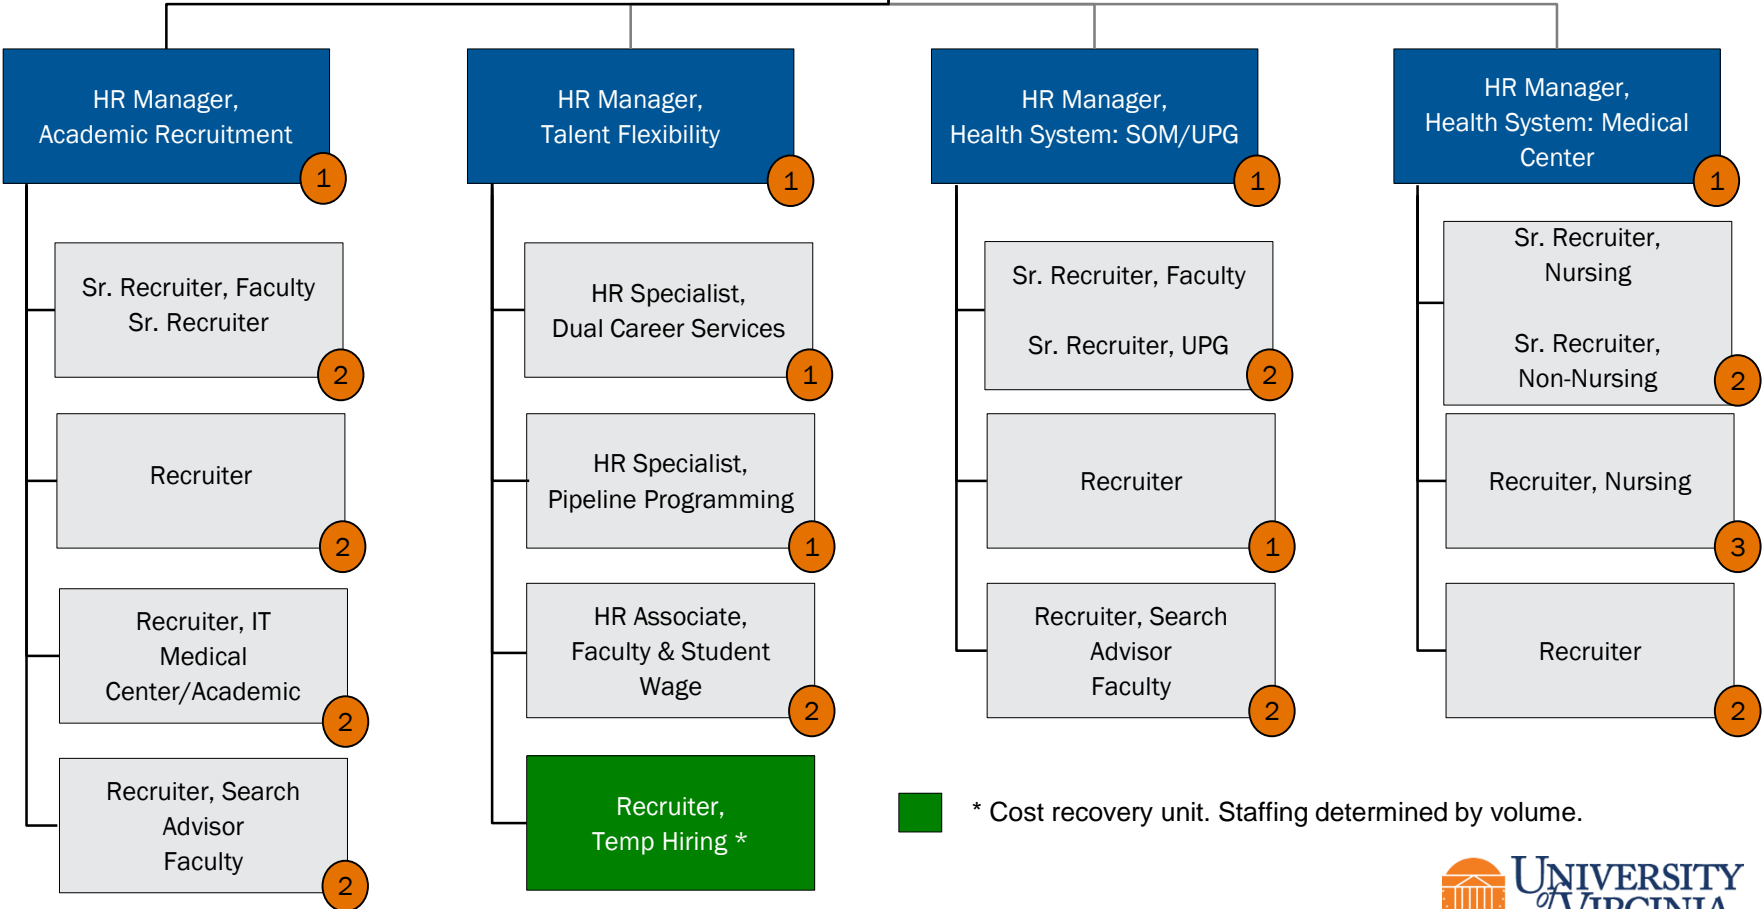 HR Manager,
Academic Recruitment
1
Sr. Recruiter, Faculty
Sr. Recruiter
2
Recruiter
2
Recruiter, IT
Medical
Center/Academic
2
Recruiter, Search
Advisor
Faculty
2
HR Manager,
Talent Flexibility
1
HR Specialist,
Dual Career Services
1
HR Specialist,
Pipeline Programming
1
HR Associate,
Faculty & Student
Wage
2
Recruiter,
Temp Hiring *
HR Manager,
Health System: SOM/UPG
1
Sr. Recruiter, Faculty
Sr. Recruiter, UPG
2
Recruiter
1
Recruiter, Search
Advisor
Faculty
2
HR Manager,
Health System: Medical
Center
1
Sr. Recruiter,
Nursing
Sr. Recruiter,
Non-Nursing
2
Recruiter, Nursing
3
Recruiter
2
* Cost recovery unit. Staffing determined by volume.
UNIVERSITY
of VIRGINIA